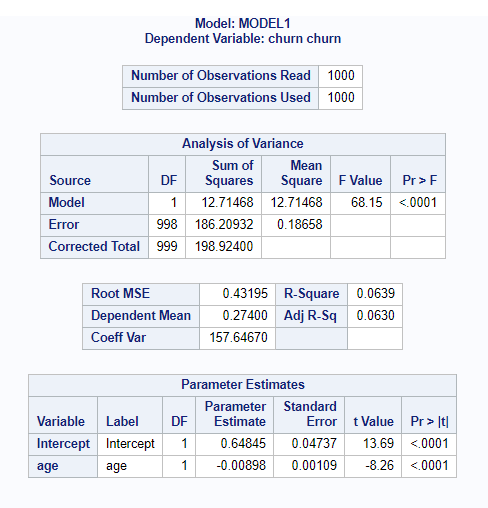 Model: MODEL1
Dependent Variable: churn churn
Number of Observations Read 1000
Number of Observations Used 1000
Analysis of Variance
Source DF Sum of Squares Mean Square F Value Pr > F
Model 1 12.71468 12.71468 68.15 <.0001
Error 998 186.20932 0.18658
Corrected Total 999 198.92400
Root MSE 0.43195 R-Square 0.0639
Dependent Mean 0.27400 Adj R-Sq 0.0630
Coeff Var 157.64670
Parameter Estimates
Variable Label DF Parameter Estimate Standard Error t Value Pr > |t|
Intercept Intercept 1 0.64845 0.04737 13.69 <.0001
age age 1 -0.00898 0.00109 -8.26 <.0001